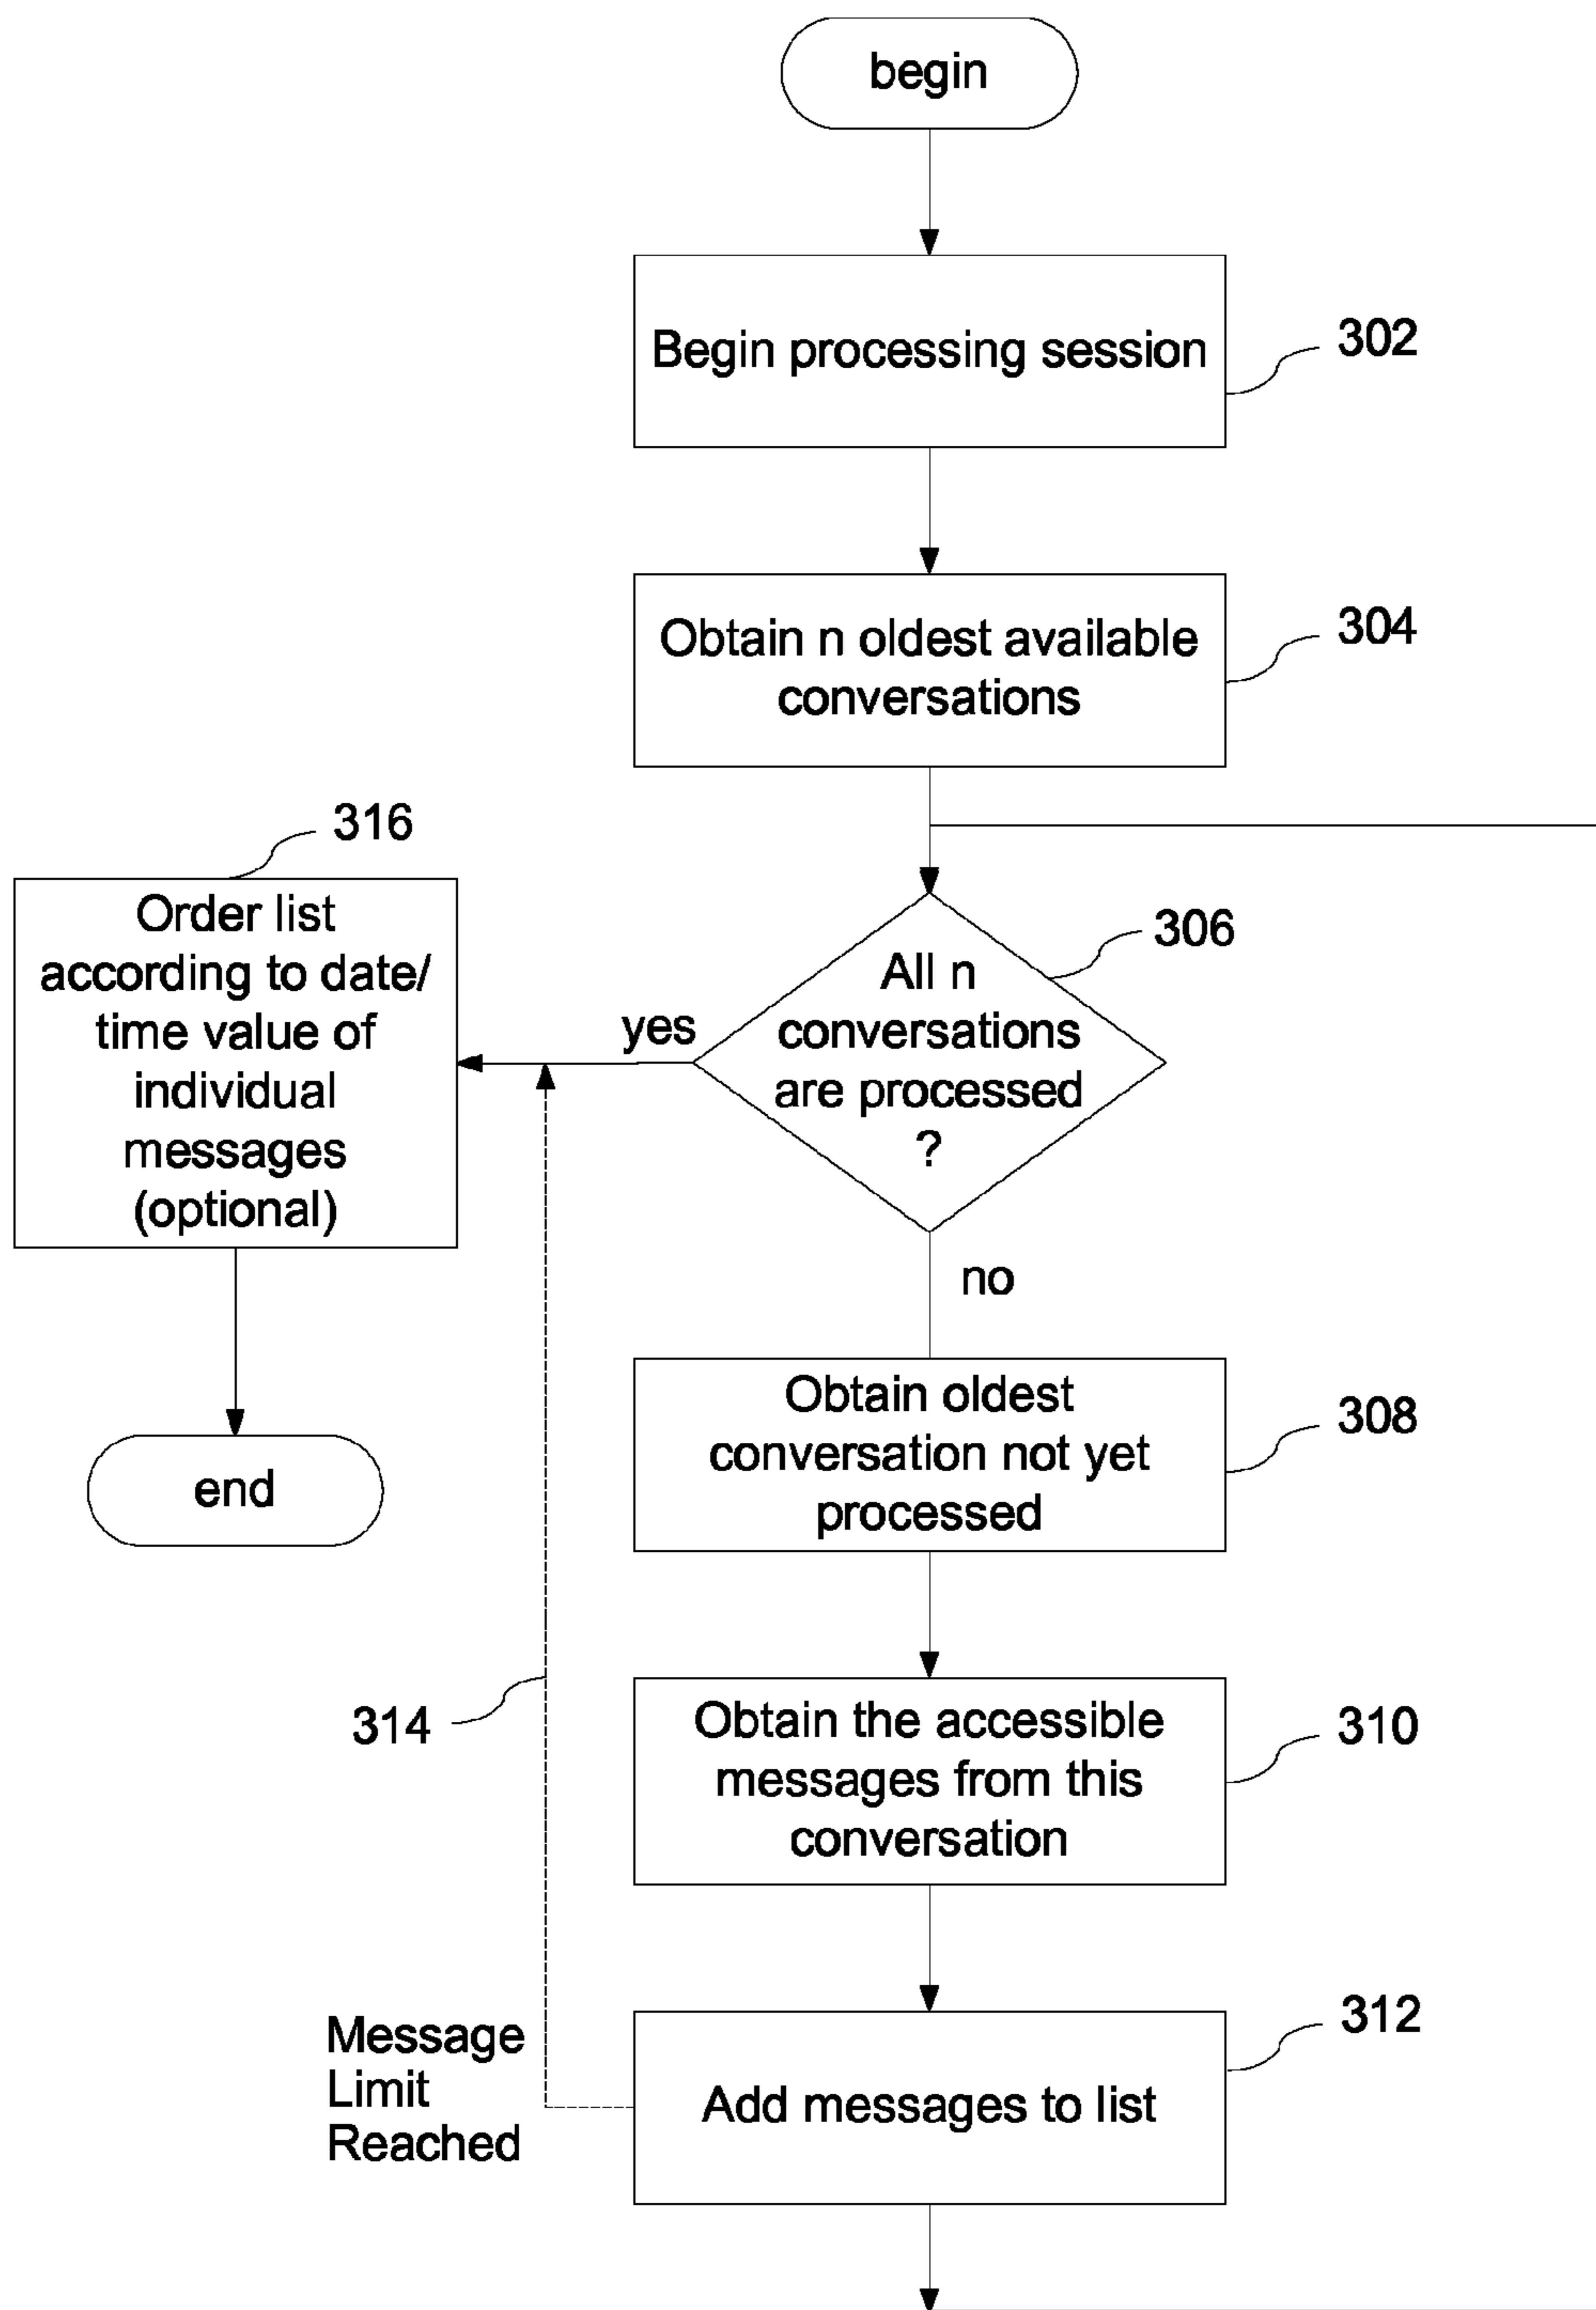 begin
Begin processing session
302
Obtain n oldest available
conversations
304
316
Order list
according to date/
time value of
individual
messages
(optional)
yes
All n
conversations
are processed
?
306
no
end
Obtain oldest
conversation not yet
processed
308
314
Obtain the accessible
messages from this
conversation
310
Message
Limit
Reached
Add messages to list
312